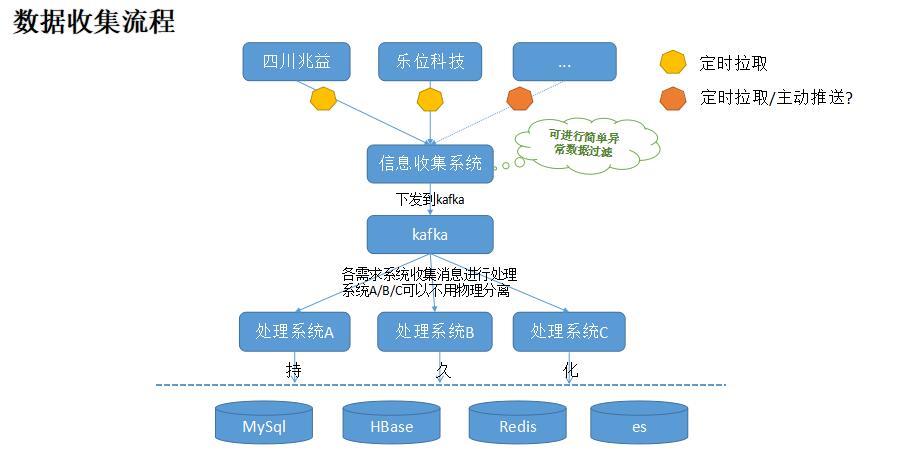 数据收集流程
四川兆益
乐位科技
...
定时拉取
定时拉取/主动推送?
可进行简单异
常数据过滤
信息收集系统
下发到kafka
kafka
各需求系统收集消息进行处理
系统A/B/C可以不用物理分离
处理系统A
处理系统B
处理系统C
持
久
化
MySql
HBase
Redis
es